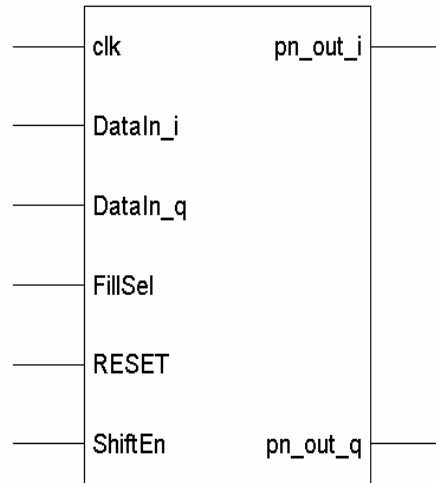 clk pn_out_i
DataIn_i
DataIn_q
FillSel
RESET
ShiftEn pn_out_q